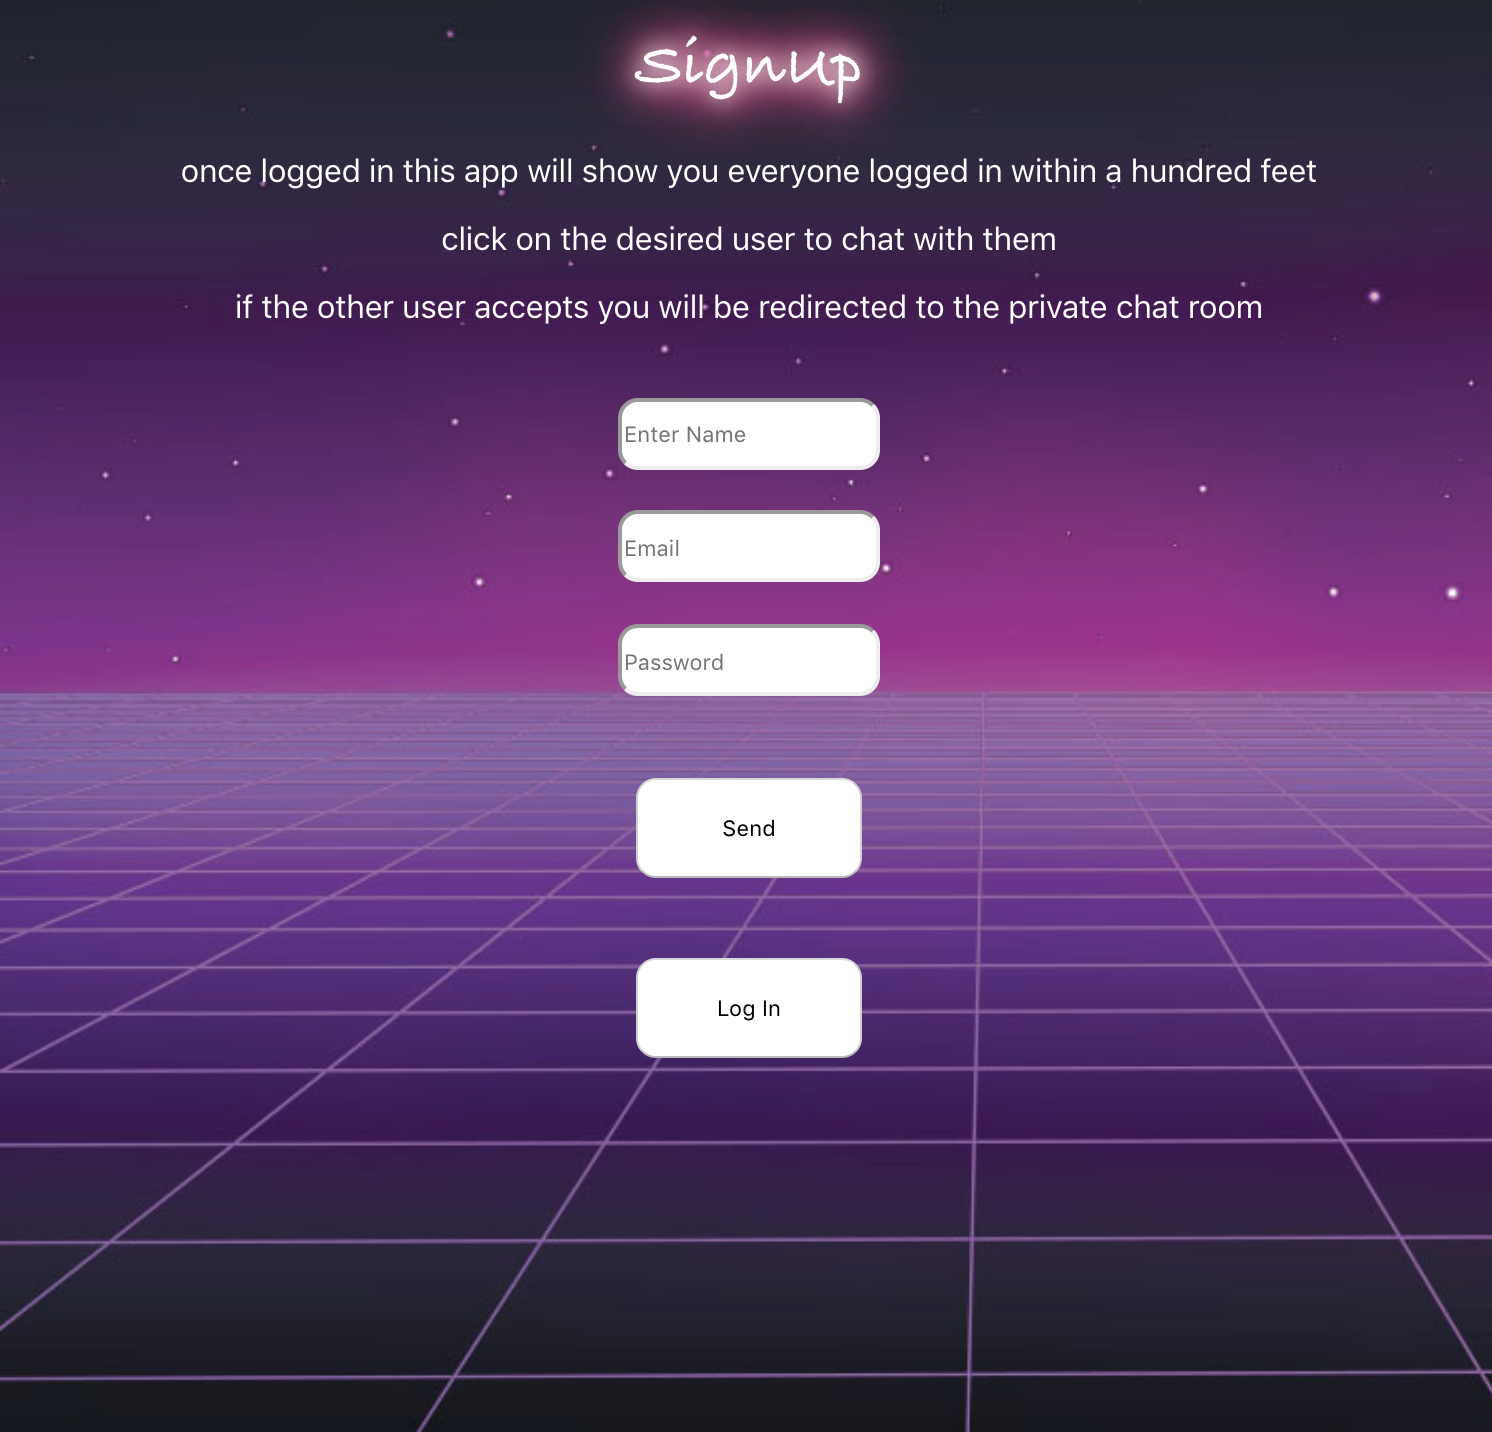 SignUp
once logged in this app will show you everyone logged in within a hundred feet
click on the desired user to chat with them
if the other user accepts you will be redirected to the private chat room
Enter Name
Email
Password
Send
Log In